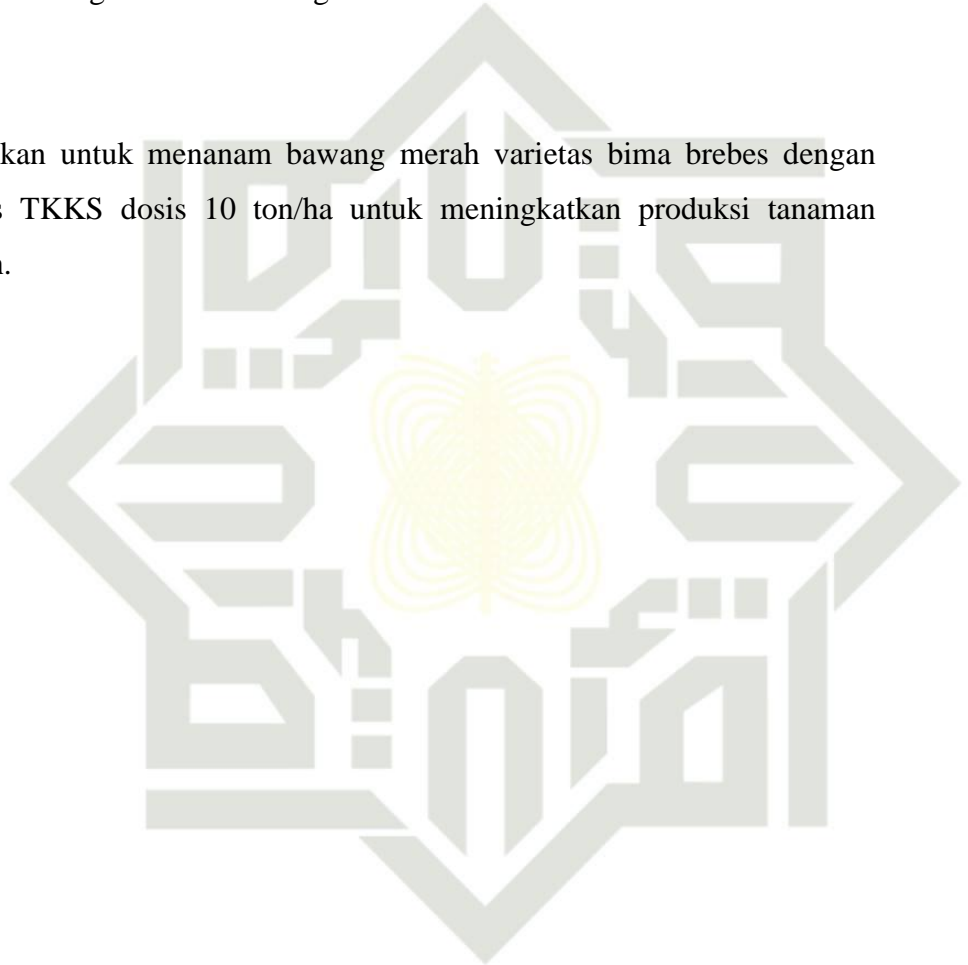 kan untuk menanam bawang merah varietas bima brebes dengan
s TKKS dosis 10 ton/ha untuk meningkatkan produksi tanaman